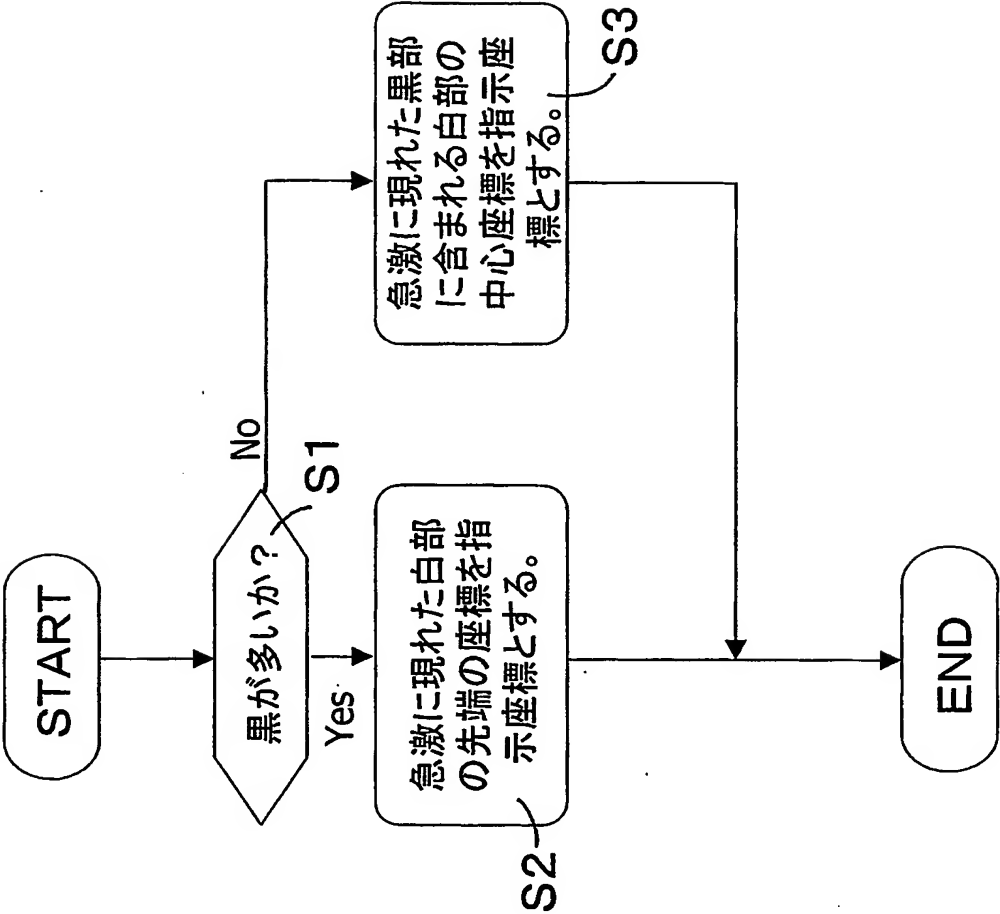 START
黒が多いか?
S1
No
Yes
急激に現れた白部
の先端の座標を指
示座標とする。
S2
急激に現れた黒部
に含まれる白部の
中心座標を指示座
標とする。
S3
END